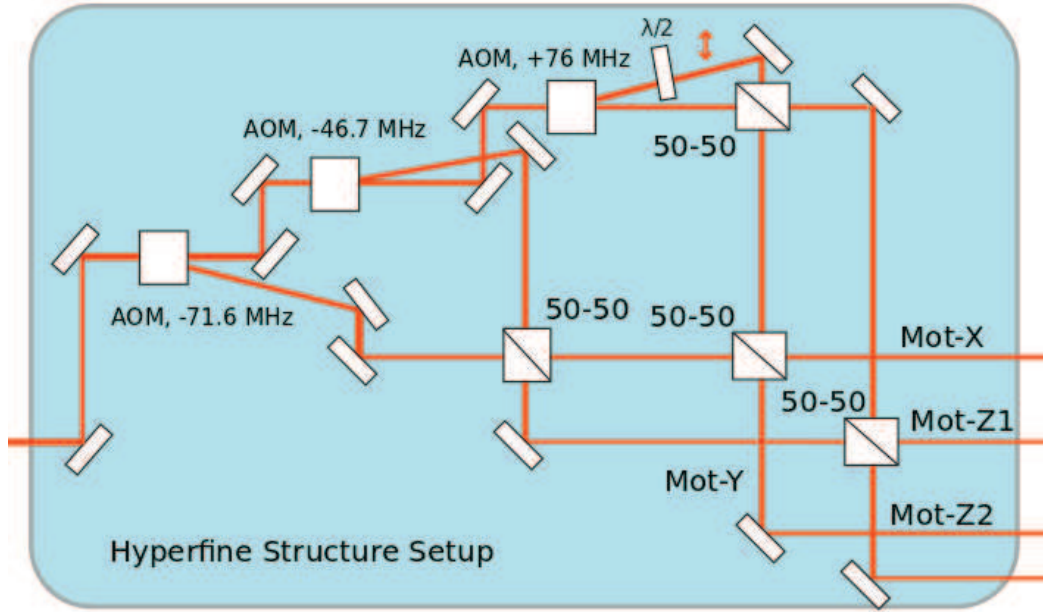 λ/2
AOM, +76 MHz
AOM, -46.7 MHz
50-50
AOM, -71.6 MHz
50-50
50-50
Mot-X
50-50
Mot-Z1
Mot-Y
Mot-Z2
Hyperfine Structure Setup